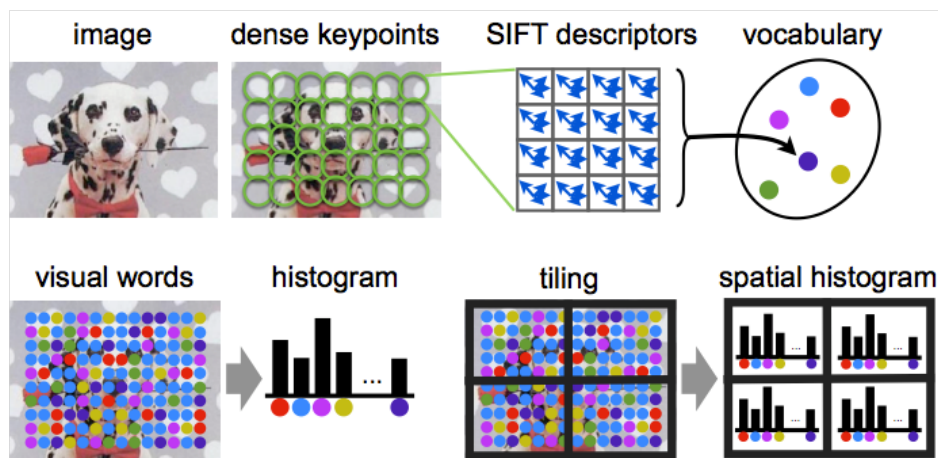 image
dense keypoints
SIFT descriptors
vocabulary
visual words
histogram
tiling
spatial histogram
...
...
...
...
...